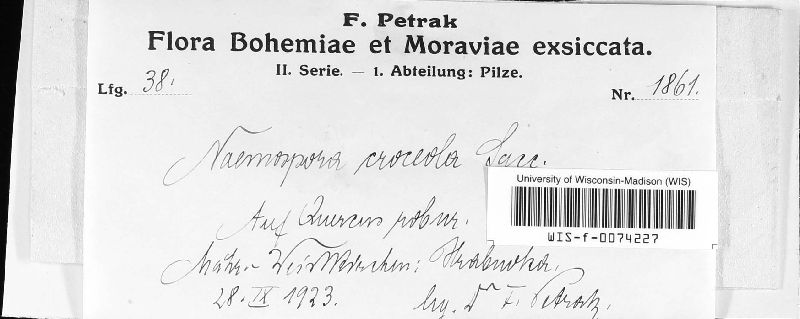 F. Petrak
Flora Bohemiae et Moraviae exsiccata.
II. Serie. — 1. Abteilung: Pilze.
Lfg. 38.
Nr. 1861.
Naemospora croceola Sacc.
University of Wisconsin-Madison (WIS)
WIS-f-0074227
Auf Quercus robur.
Mähr.- Weisskirchen: Hrabuvka.
28. IX 1923. lég. Dr F. Petrak.